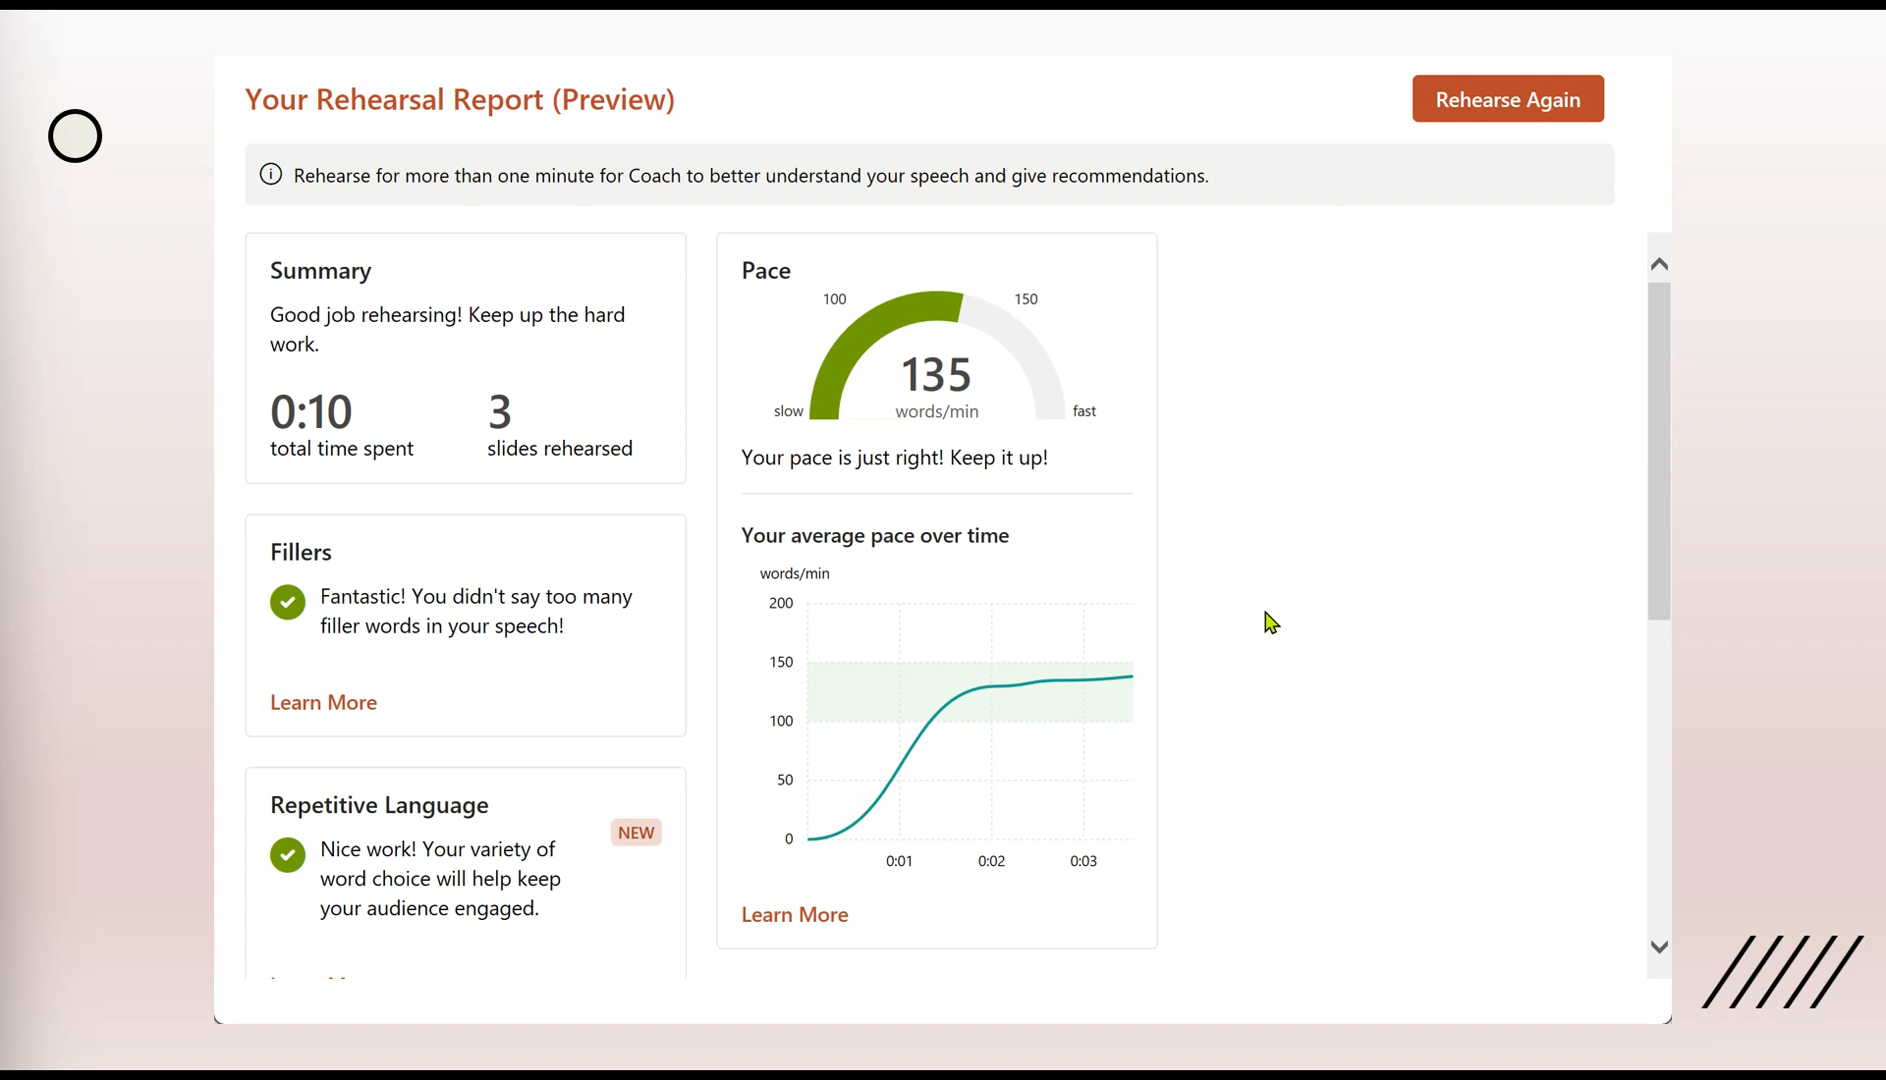 Your Rehearsal Report (Preview)
Rehearse Again
Rehearse for more than one minute for Coach to better understand your speech and give recommendations.
Summary
Good job rehearsing! Keep up the hard
work.
0:10
total time spent
3
slides rehearsed
Fillers
Fantastic! You didn't say too many
filler words in your speech!
Learn More
Repetitive Language
NEW
Nice work! Your variety of
word choice will help keep
your audience engaged.
Pace
100
150
135
slow
words/min
fast
Your pace is just right! Keep it up!
Your average pace over time
words/min
200
150
100
50
0
0:01 0:02 0:03
Learn More